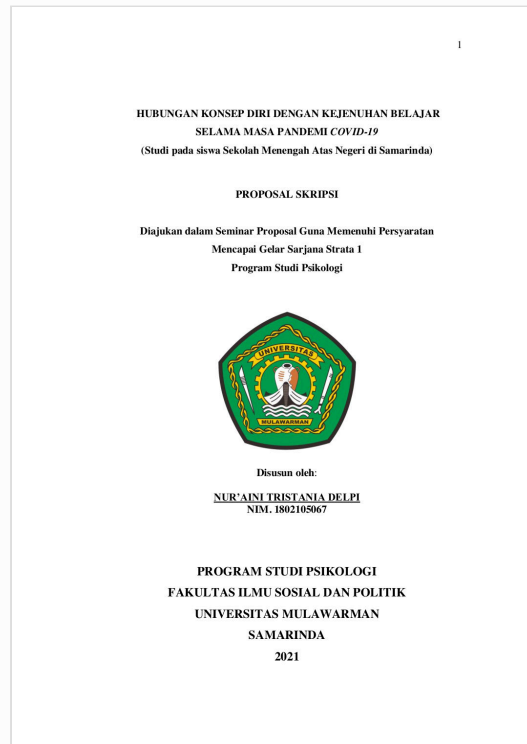 1
HUBUNGAN KONSEP DIRI DENGAN KEJENUHAN BELAJAR
SELAMA MASA PANDEMI COVID-19
(Studi pada siswa Sekolah Menengah Atas Negeri di Samarinda)
PROPOSAL SKRIPSI
Diajukan dalam Seminar Proposal Guna Memenuhi Persyaratan
Mencapai Gelar Sarjana Strata 1
Program Studi Psikologi
UNIVERSITAS
MULAWARMAN
Disusun oleh:
NUR'AINI TRISTANIA DELPI
NIM. 1802105067
PROGRAM STUDI PSIKOLOGI
FAKULTAS ILMU SOSIAL DAN POLITIK
UNIVERSITAS MULAWARMAN
SAMARINDA
2021